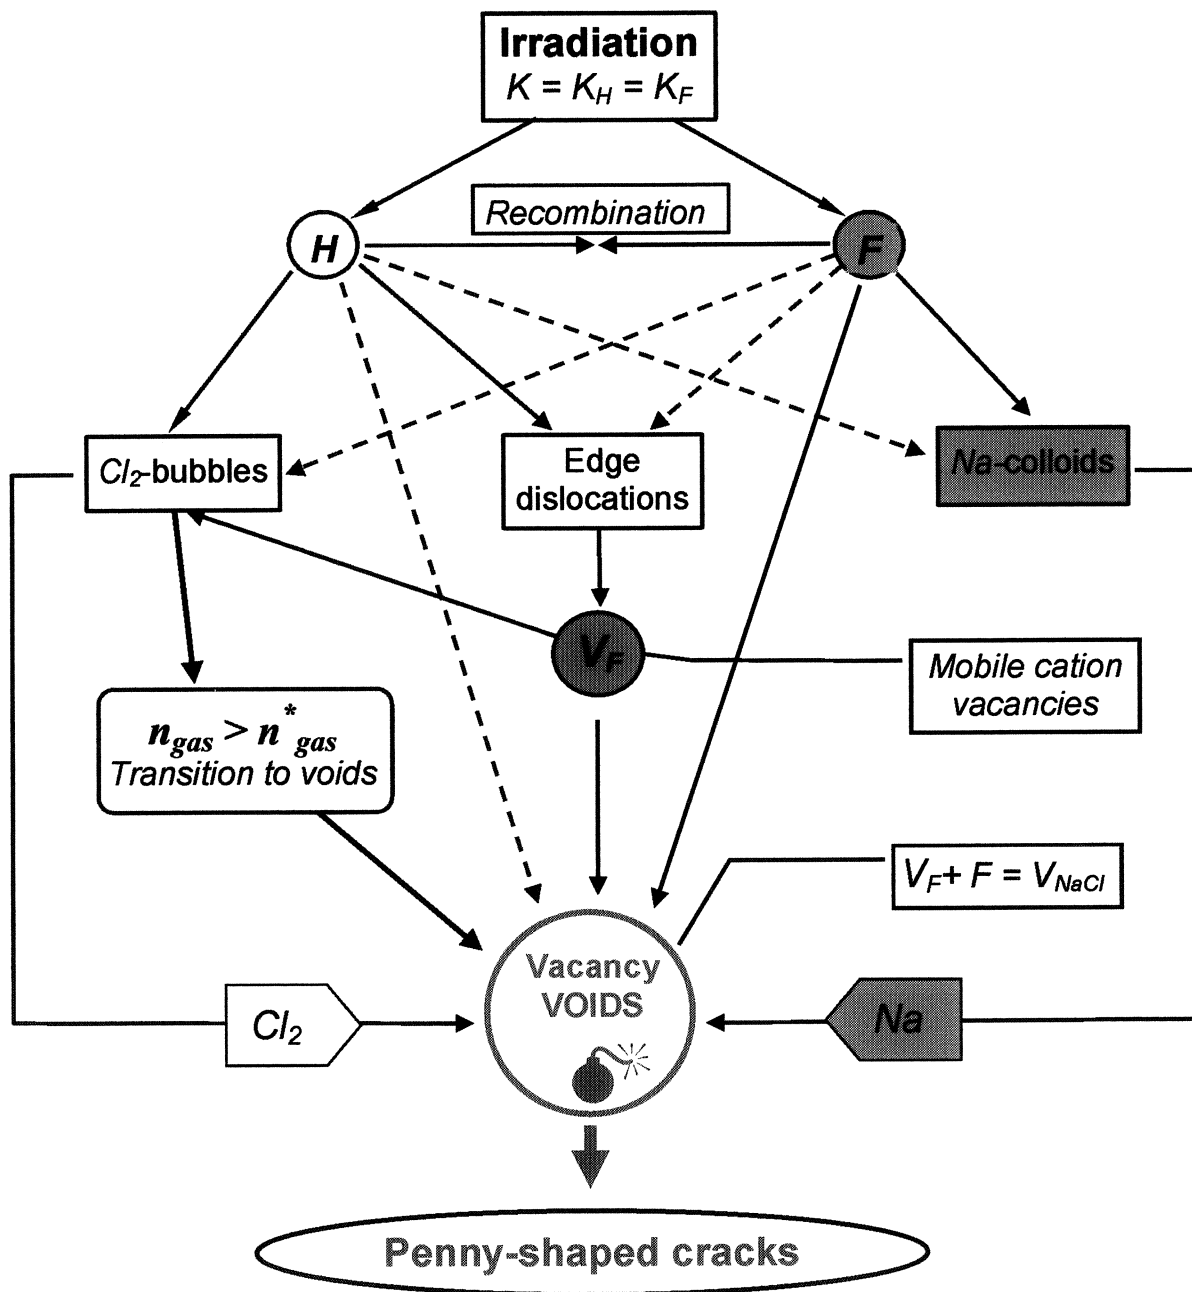 Irradiation
K = K_H = K_F
Recombination
H
F
Cl₂-bubbles
Edge
dislocations
Na-colloids
V_F
Mobile cation
vacancies
n_gas > n*_gas
Transition to voids
V_F + F = V_NaCl
Vacancy
VOIDS
Cl₂
Na
Penny-shaped cracks